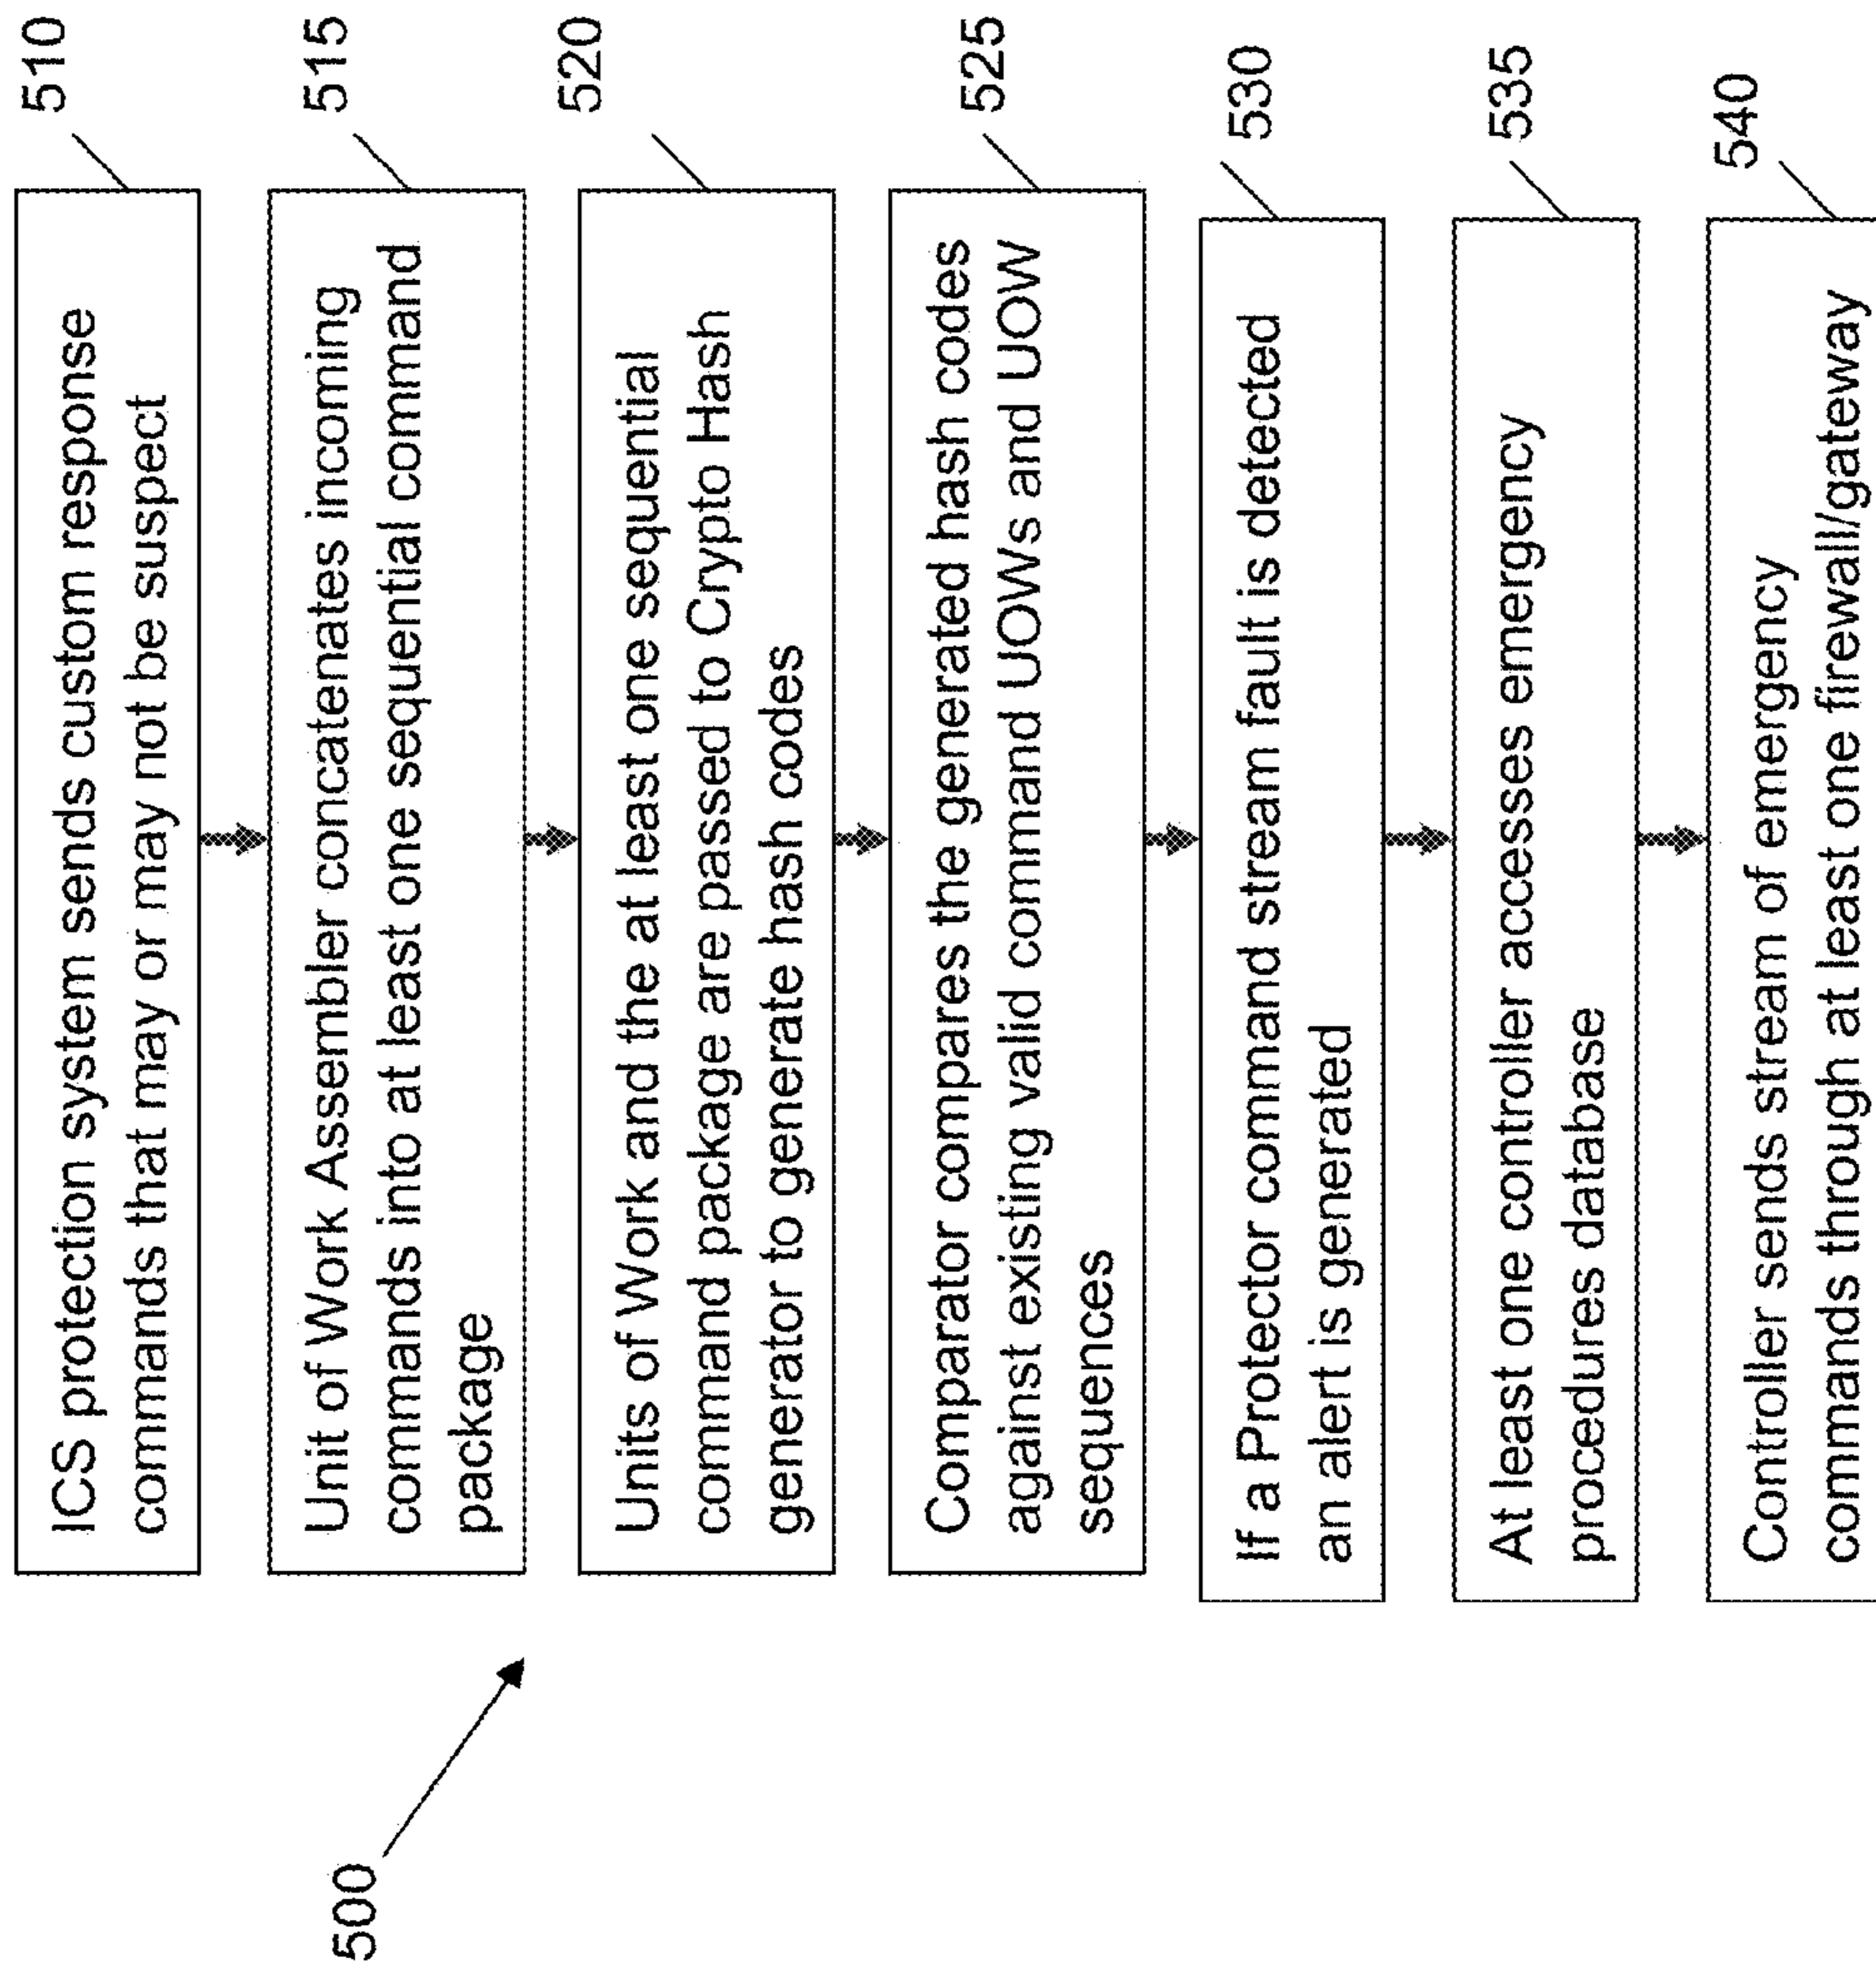 500
ICS protection system sends custom response
commands that may or may not be suspect
510
Unit of Work Assembler concatenates incoming
commands into at least one sequential command
package
515
Units of Work and the at least one sequential
command package are passed to Crypto Hash
generator to generate hash codes
520
Comparator compares the generated hash codes
against existing valid command UOWs and UOW
sequences
525
If a Protector command stream fault is detected
an alert is generated
530
At least one controller accesses emergency
procedures database
535
Controller sends stream of emergency
commands through at least one firewall/gateway
540